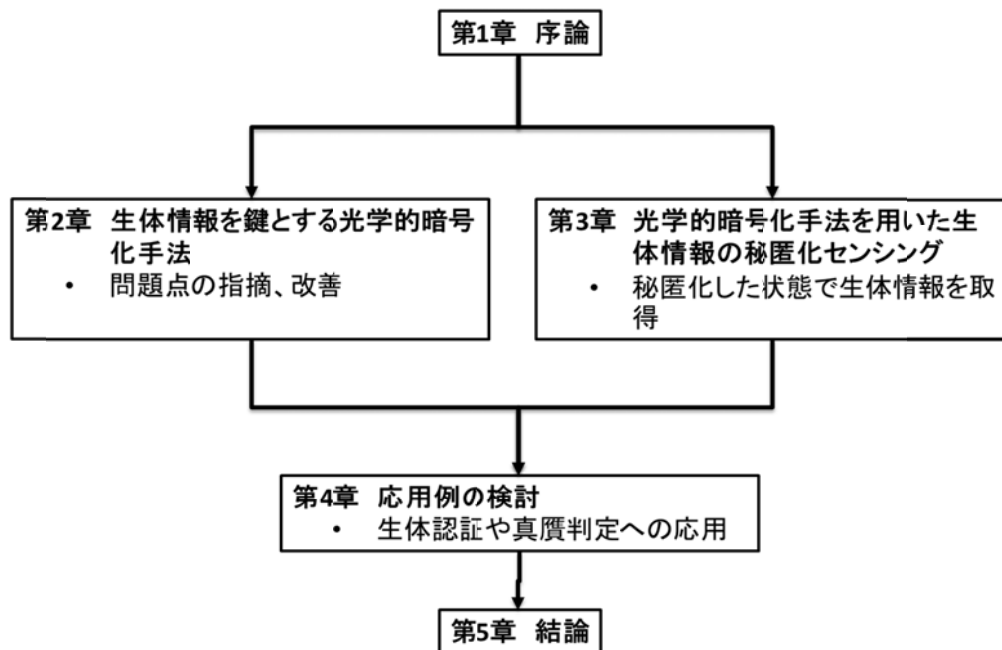 第1章 序論
第2章 生体情報を鍵とする光学的暗号
化手法
• 問題点の指摘、改善
第3章 光学的暗号化手法を用いた生
体情報の秘匿化センシング
• 秘匿化した状態で生体情報を取
得
第4章 応用例の検討
• 生体認証や真贋判定への応用
第5章 結論